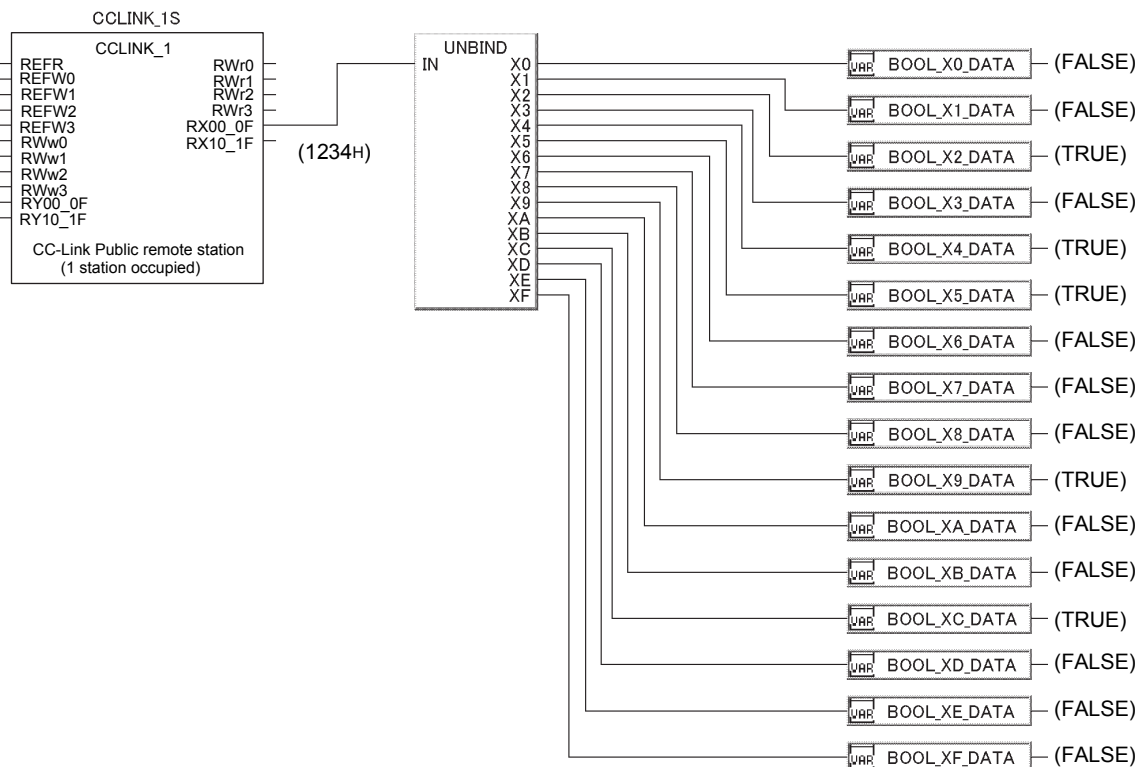 CCLINK_1S
CCLINK_1
REFR
REFW0
REFW1
REFW2
REFW3
RWw0
RWw1
RWw2
RWw3
RY00_0F
RY10_1F
RWr0
RWr1
RWr2
RWr3
RX00_0F
RX10_1F
CC-Link Public remote station
(1 station occupied)
(1234H)
UNBIND
IN
X0
X1
X2
X3
X4
X5
X6
X7
X8
X9
XA
XB
XC
XD
XE
XF
VAR BOOL_X0_DATA (FALSE)
VAR BOOL_X1_DATA (FALSE)
VAR BOOL_X2_DATA (TRUE)
VAR BOOL_X3_DATA (FALSE)
VAR BOOL_X4_DATA (TRUE)
VAR BOOL_X5_DATA (TRUE)
VAR BOOL_X6_DATA (FALSE)
VAR BOOL_X7_DATA (FALSE)
VAR BOOL_X8_DATA (FALSE)
VAR BOOL_X9_DATA (TRUE)
VAR BOOL_XA_DATA (FALSE)
VAR BOOL_XB_DATA (FALSE)
VAR BOOL_XC_DATA (TRUE)
VAR BOOL_XD_DATA (FALSE)
VAR BOOL_XE_DATA (FALSE)
VAR BOOL_XF_DATA (FALSE)